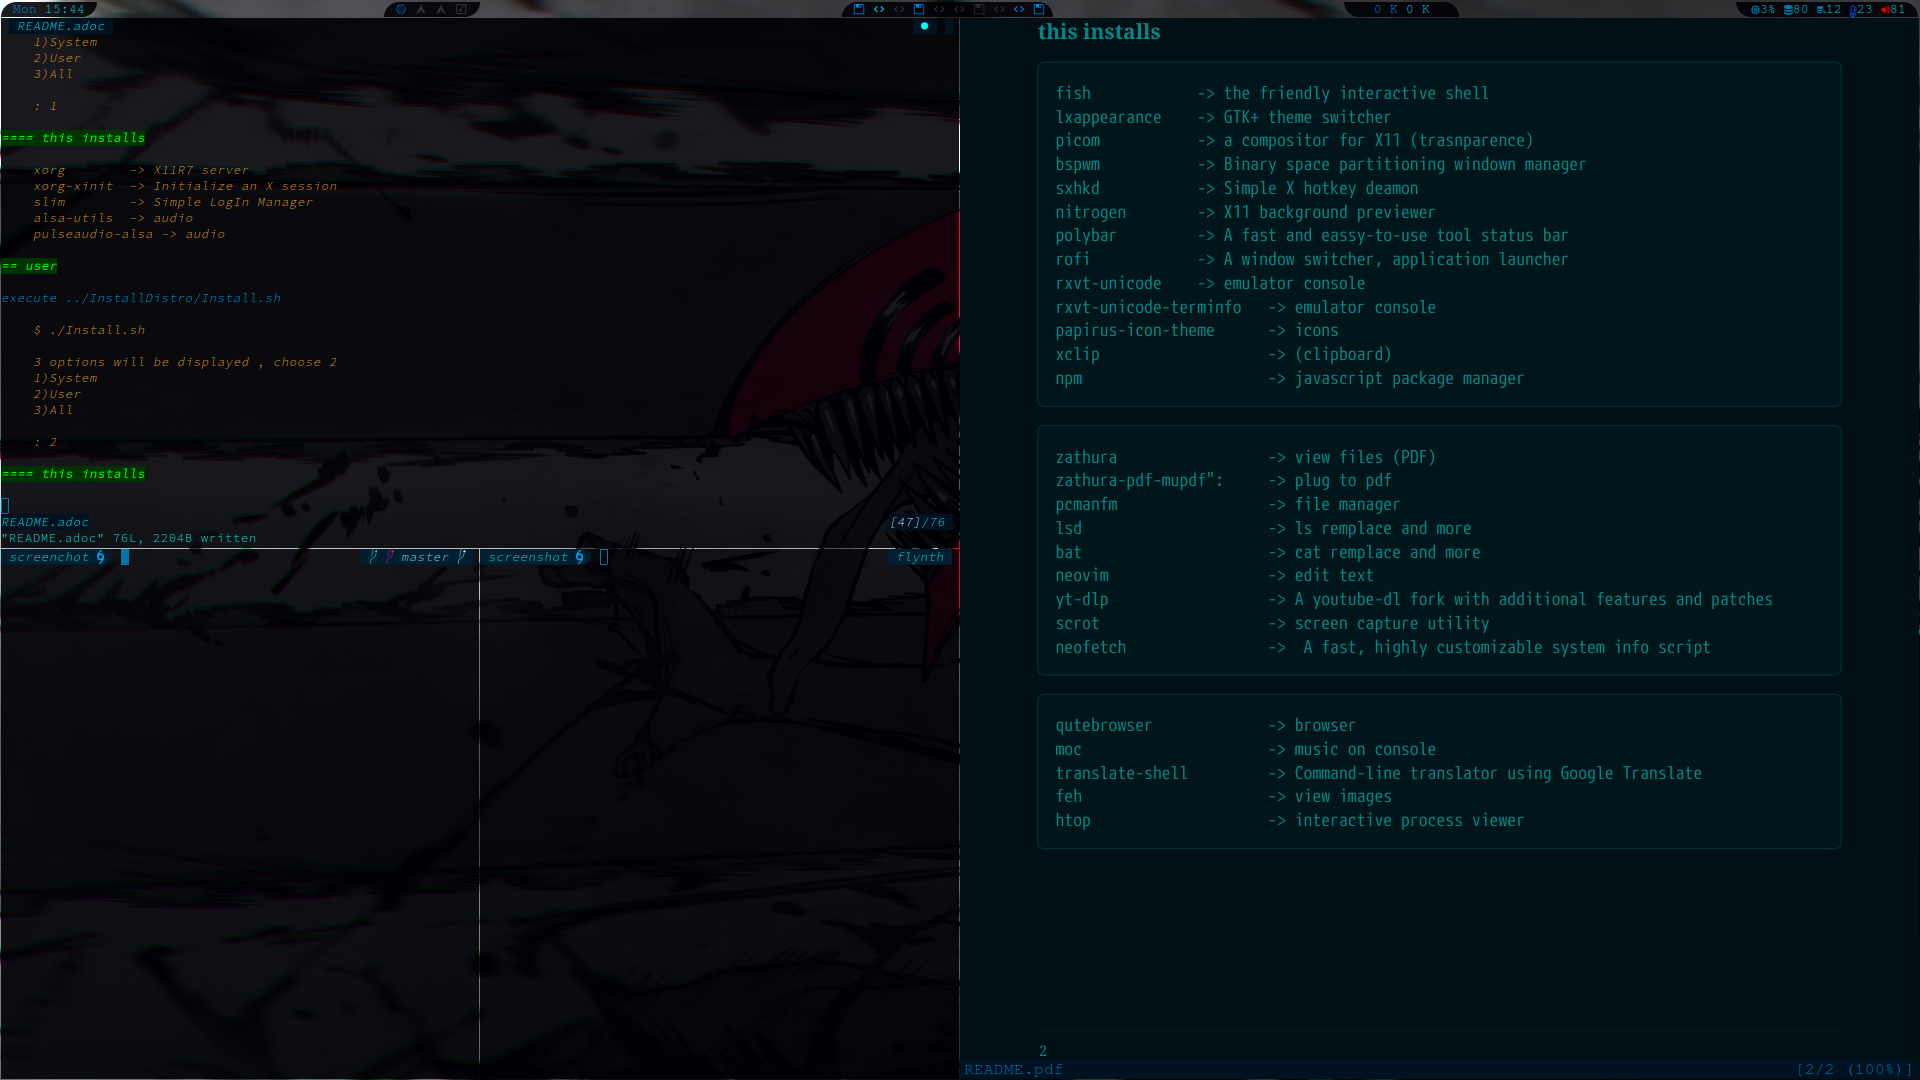 Mon 15:44
0 K 0 K
3% 80 12 23 81
README.adoc
1)System
2)User
3)All
: 1
==== this installs
xorg -> X11R7 server
xorg-xinit -> Initialize an X session
slim -> Simple LogIn Manager
alsa-utils -> audio
pulseaudio-alsa -> audio
== user
execute ../InstallDistro/Install.sh
$ ./Install.sh
3 options will be displayed , choose 2
1)System
2)User
3)All
: 2
==== this installs
README.adoc [47]/76
"README.adoc" 76L, 2204B written
screenchot master
screenshot flynth
this installs
fish -> the friendly interactive shell
lxappearance -> GTK+ theme switcher
picom -> a compositor for X11 (trasnparence)
bspwm -> Binary space partitioning windown manager
sxhkd -> Simple X hotkey deamon
nitrogen -> X11 background previewer
polybar -> A fast and eassy-to-use tool status bar
rofi -> A window switcher, application launcher
rxvt-unicode -> emulator console
rxvt-unicode-terminfo -> emulator console
papirus-icon-theme -> icons
xclip -> (clipboard)
npm -> javascript package manager
zathura -> view files (PDF)
zathura-pdf-mupdf": -> plug to pdf
pcmanfm -> file manager
lsd -> ls remplace and more
bat -> cat remplace and more
neovim -> edit text
yt-dlp -> A youtube-dl fork with additional features and patches
scrot -> screen capture utility
neofetch -> A fast, highly customizable system info script
qutebrowser -> browser
moc -> music on console
translate-shell -> Command-line translator using Google Translate
feh -> view images
htop -> interactive process viewer
2
README.pdf [2/2 (100%)]